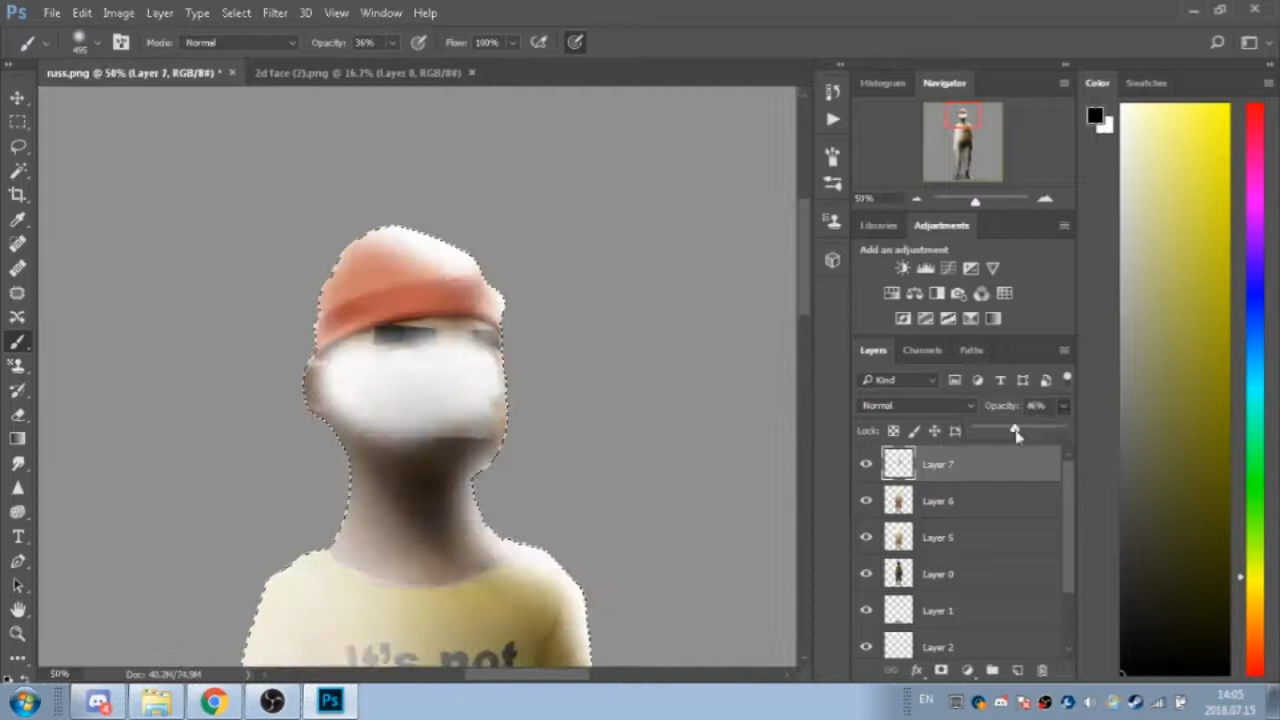 Ps File Edit Image Layer Type Select Filter 3D View Window Help
495 Mode: Normal Opacity: 36% Flow: 100%
russ.png @ 50% (Layer 7, RGB/8#) * × 2d face (2).png @ 16.7% (Layer 0, RGB/8#) ×
Histogram Navigator
Color Swatches
50%
Libraries Adjustments
Add an adjustment
Layers Channels Paths
Kind
Normal Opacity: 46%
Lock:
Layer 7
Layer 6
Layer 5
Layer 0
Layer 1
Layer 2
It's not
50% Doc: 40.2M/74.9M
Ps
EN
14:05
2018.07.15